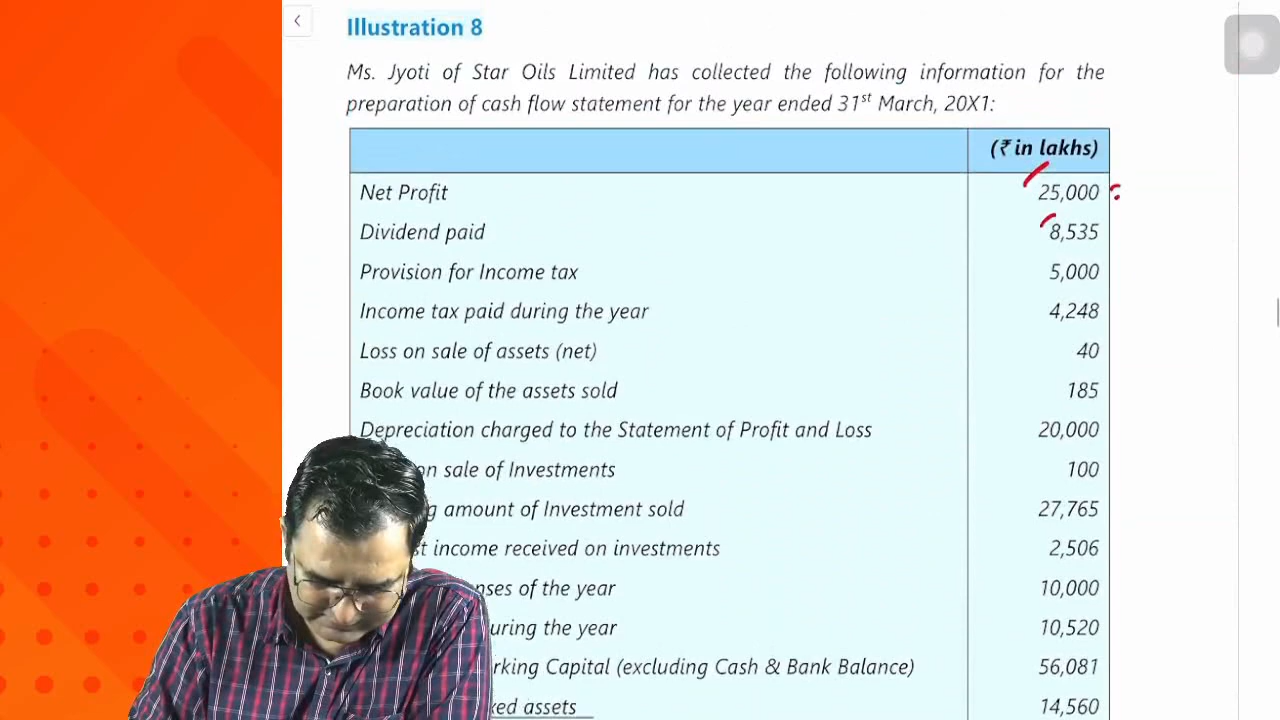 Illustration 8
Ms. Jyoti of Star Oils Limited has collected the following information for the
preparation of cash flow statement for the year ended 31st March, 20X1:
(₹ in lakhs)
Net Profit 25,000
Dividend paid 8,535
Provision for Income tax 5,000
Income tax paid during the year 4,248
Loss on sale of assets (net) 40
Book value of the assets sold 185
Depreciation charged to the Statement of Profit and Loss 20,000
on sale of Investments 100
amount of Investment sold 27,765
income received on investments 2,506
of the year 10,000
during the year 10,520
Capital (excluding Cash & Bank Balance) 56,081
assets 14,560